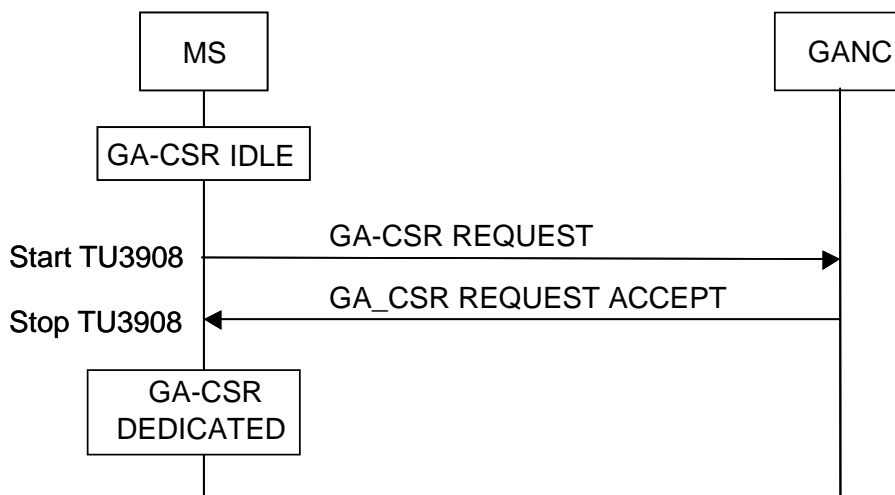 MS
GANC
GA-CSR IDLE
GA-CSR REQUEST
Start TU3908
GA_CSR REQUEST ACCEPT
Stop TU3908
GA-CSR
DEDICATED